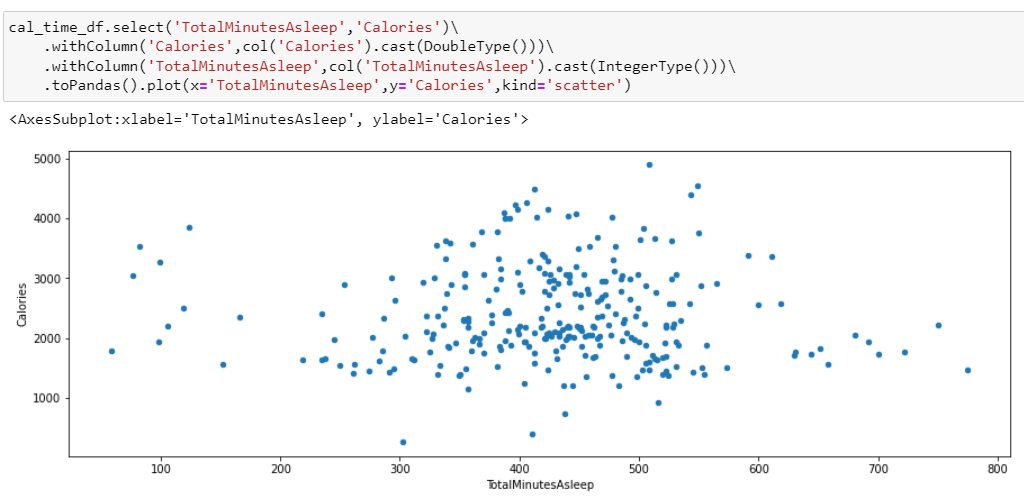 cal_time_df.select('TotalMinutesAsleep','Calories')\
.withColumn('Calories',col('Calories').cast(DoubleType()))\
.withColumn('TotalMinutesAsleep',col('TotalMinutesAsleep').cast(IntegerType()))\
.toPandas().plot(x='TotalMinutesAsleep',y='Calories',kind='scatter')
<AxesSubplot:xlabel='TotalMinutesAsleep', ylabel='Calories'>
5000
4000
3000
2000
1000
Calories
100 200 300 400 500 600 700 800
TotalMinutesAsleep